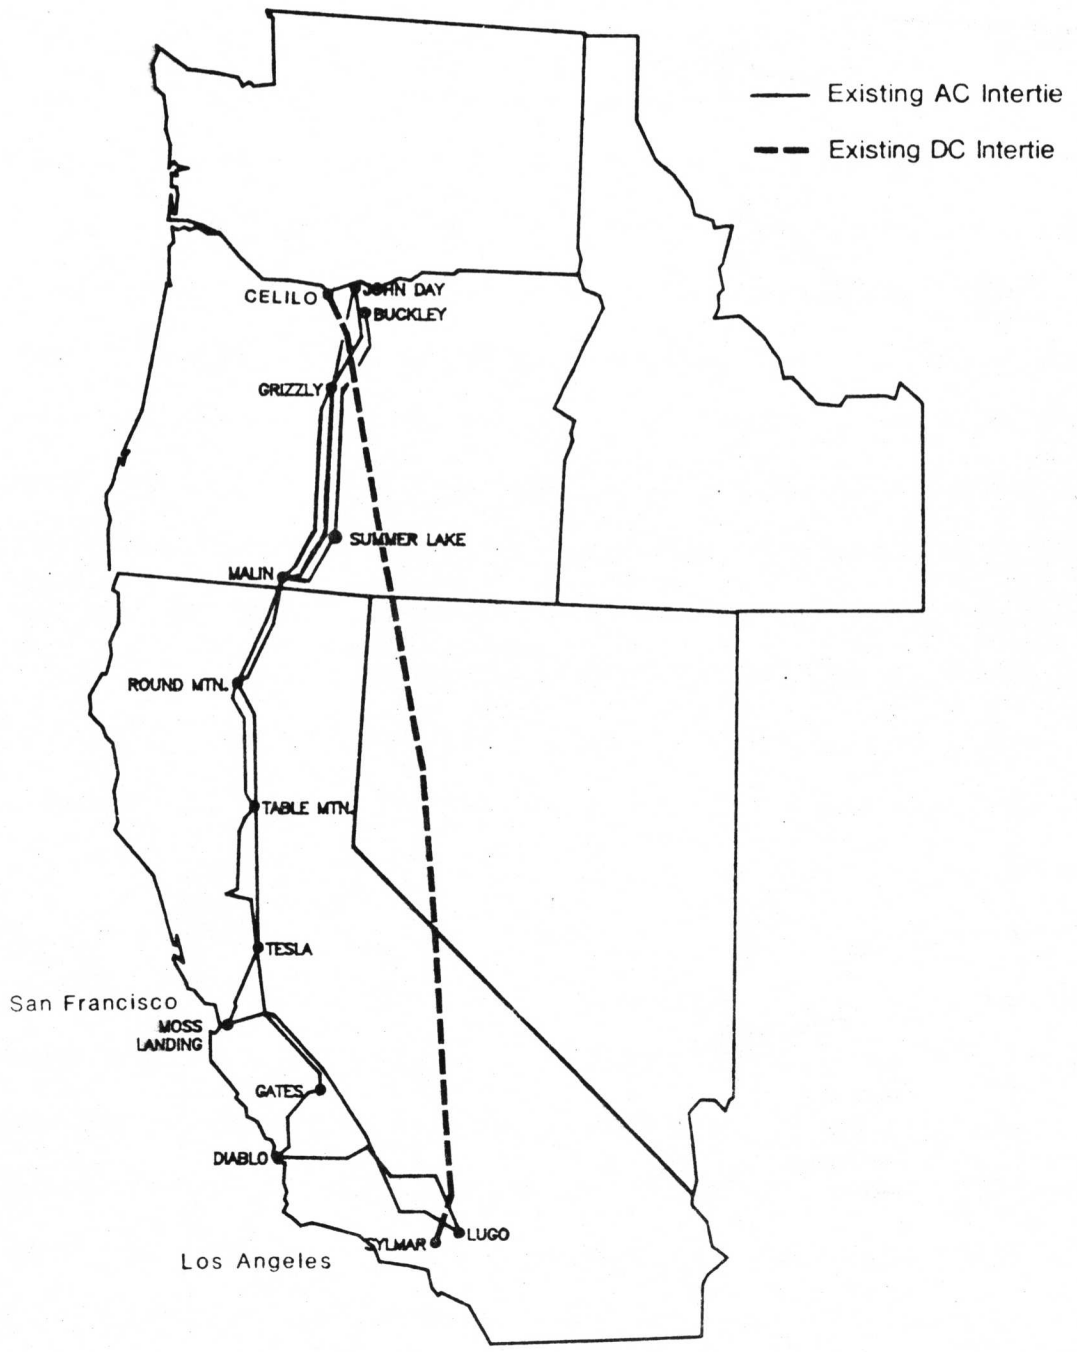 Existing AC Intertie
Existing DC Intertie
CELILO
JOHN DAY
BUCKLEY
GRIZZLY
SUMMER LAKE
MALIN
ROUND MTN.
TABLE MTN.
TESLA
San Francisco
MOSS
LANDING
GATES
DIABLO
LUGO
SYLMAR
Los Angeles